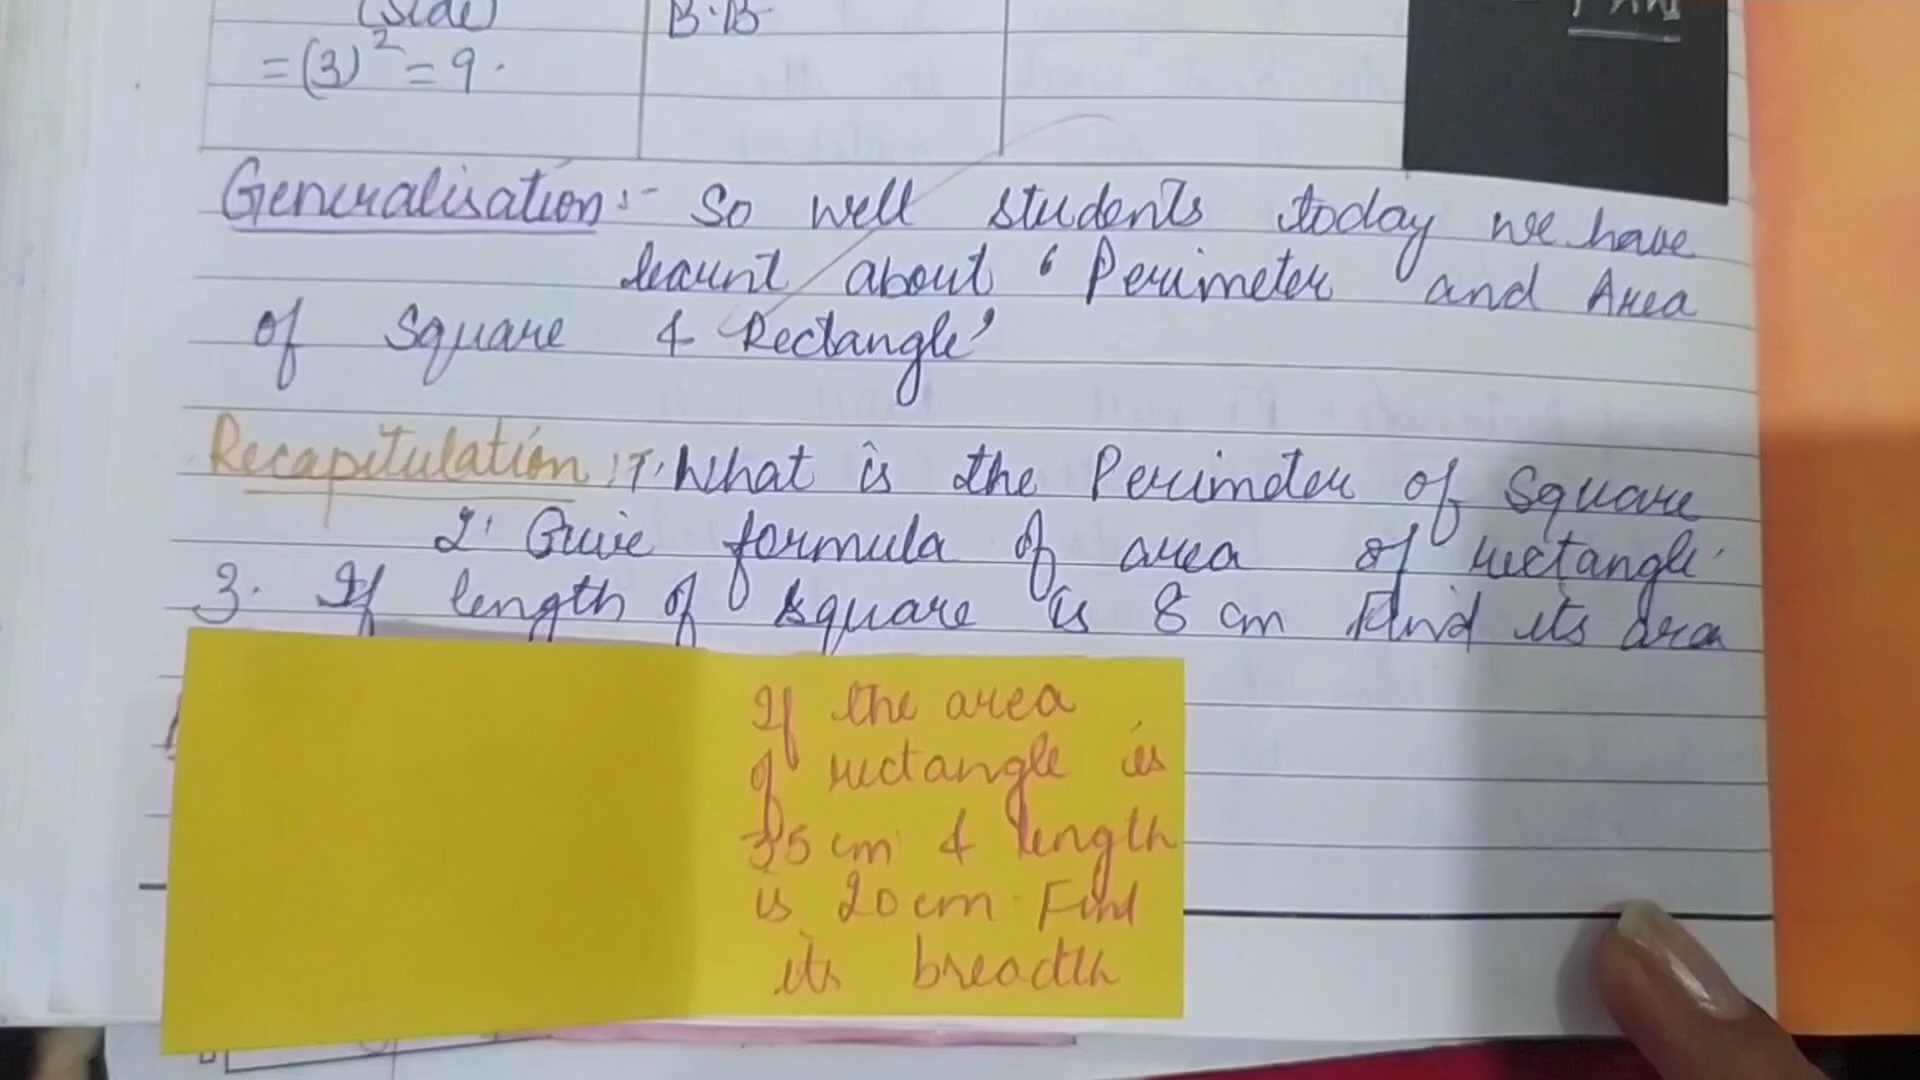 (side)
= (3)² = 9.
B.B
Generalisation :- So well students today we have
learnt about 'Perimeter and Area
of Square & Rectangle'
Recapitulation :1. What is the Perimeter of Square
2. Give formula of area of rectangle.
3. If length of square is 8 cm Find its area
If the area
of rectangle is
35 cm & length
is 20 cm. Find
its breadth